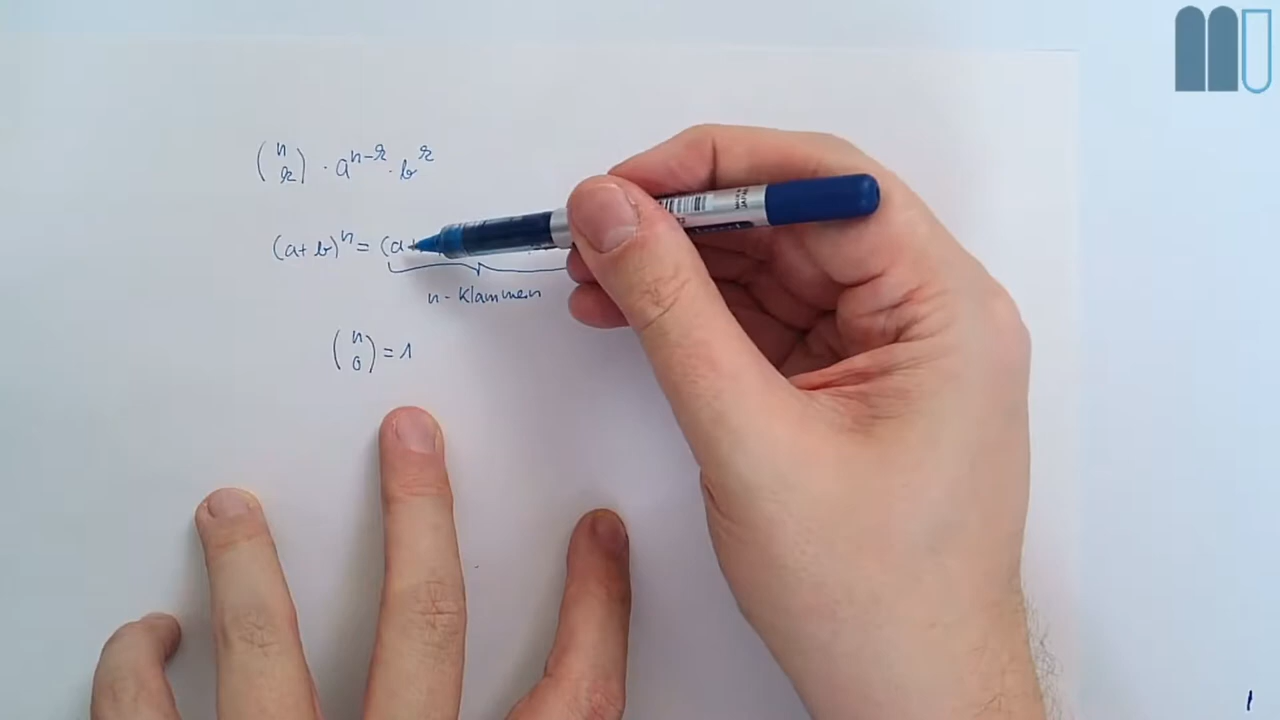 (n k) · a^(n-k) · b^k
(a+b)^n = (a+
n - Klammern
(n 0) = 1